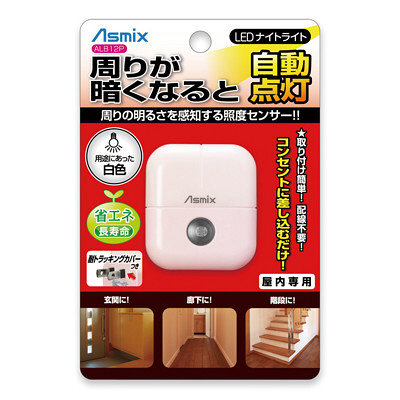 Asmix
ALB12P
LEDナイトライト
周りが
暗くなると
自動
点灯
周りの明るさを感知する照度センサー!!
用途にあった
白色
省エネ
長寿命
耐トラッキングカバー
つき
Asmix
★取り付け簡単!配線不要!
コンセントに差し込むだけ!
屋内専用
玄関に!
廊下に!
階段に!